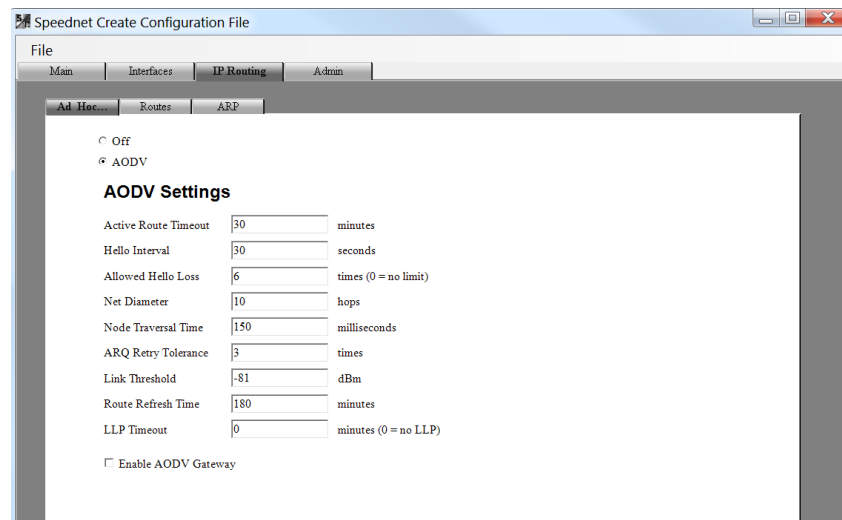 Speednet Create Configuration File
File
Main Interfaces IP Routing Admin
Ad Hoc... Routes ARP
Off
AODV
AODV Settings
Active Route Timeout 30 minutes
Hello Interval 30 seconds
Allowed Hello Loss 6 times (0 = no limit)
Net Diameter 10 hops
Node Traversal Time 150 milliseconds
ARQ Retry Tolerance 3 times
Link Threshold -81 dBm
Route Refresh Time 180 minutes
LLP Timeout 0 minutes (0 = no LLP)
Enable AODV Gateway